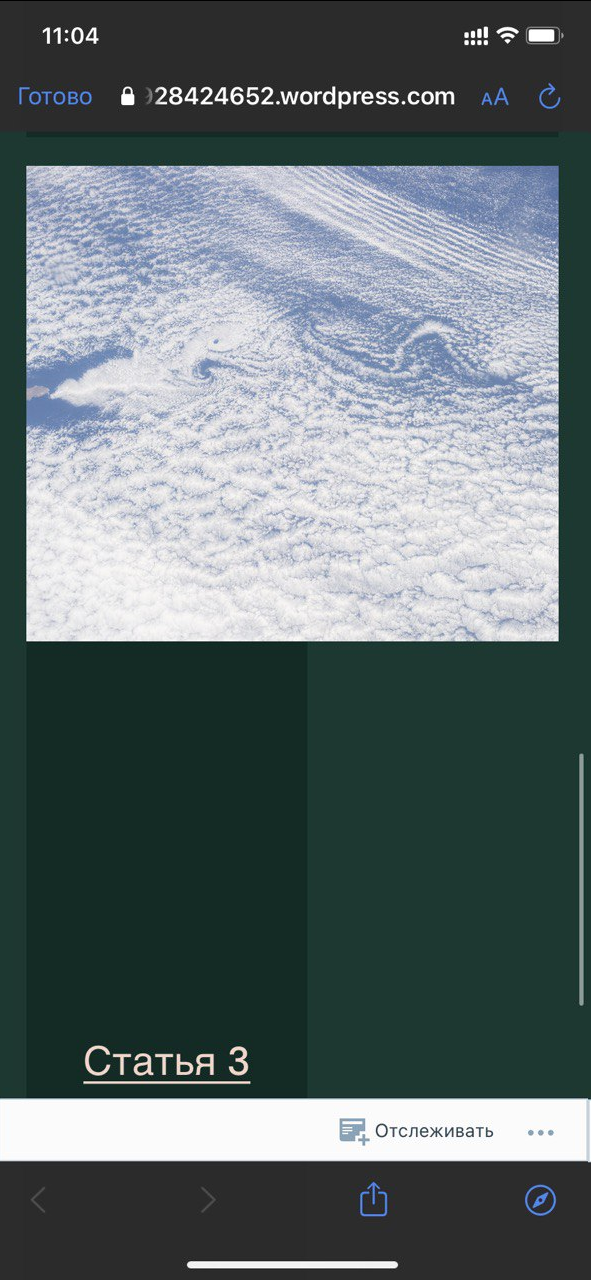 11:04
Готово
28424652.wordpress.com
AA
Статья 3
Отслеживать